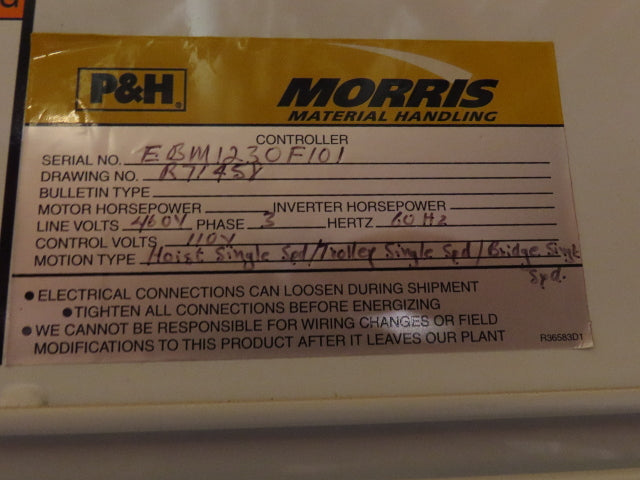 P&H
MORRIS
MATERIAL HANDLING
CONTROLLER
SERIAL NO. EBM1230F101
DRAWING NO. R71458
BULLETIN TYPE
MOTOR HORSEPOWER INVERTER HORSEPOWER
LINE VOLTS 460V PHASE 3 HERTZ 60 Hz
CONTROL VOLTS 110V
MOTION TYPE Hoist Single Spd/Trolley Single Spd/Bridge Single
Spd.
• ELECTRICAL CONNECTIONS CAN LOOSEN DURING SHIPMENT
• TIGHTEN ALL CONNECTIONS BEFORE ENERGIZING
• WE CANNOT BE RESPONSIBLE FOR WIRING CHANGES OR FIELD
MODIFICATIONS TO THIS PRODUCT AFTER IT LEAVES OUR PLANT
R36583D1